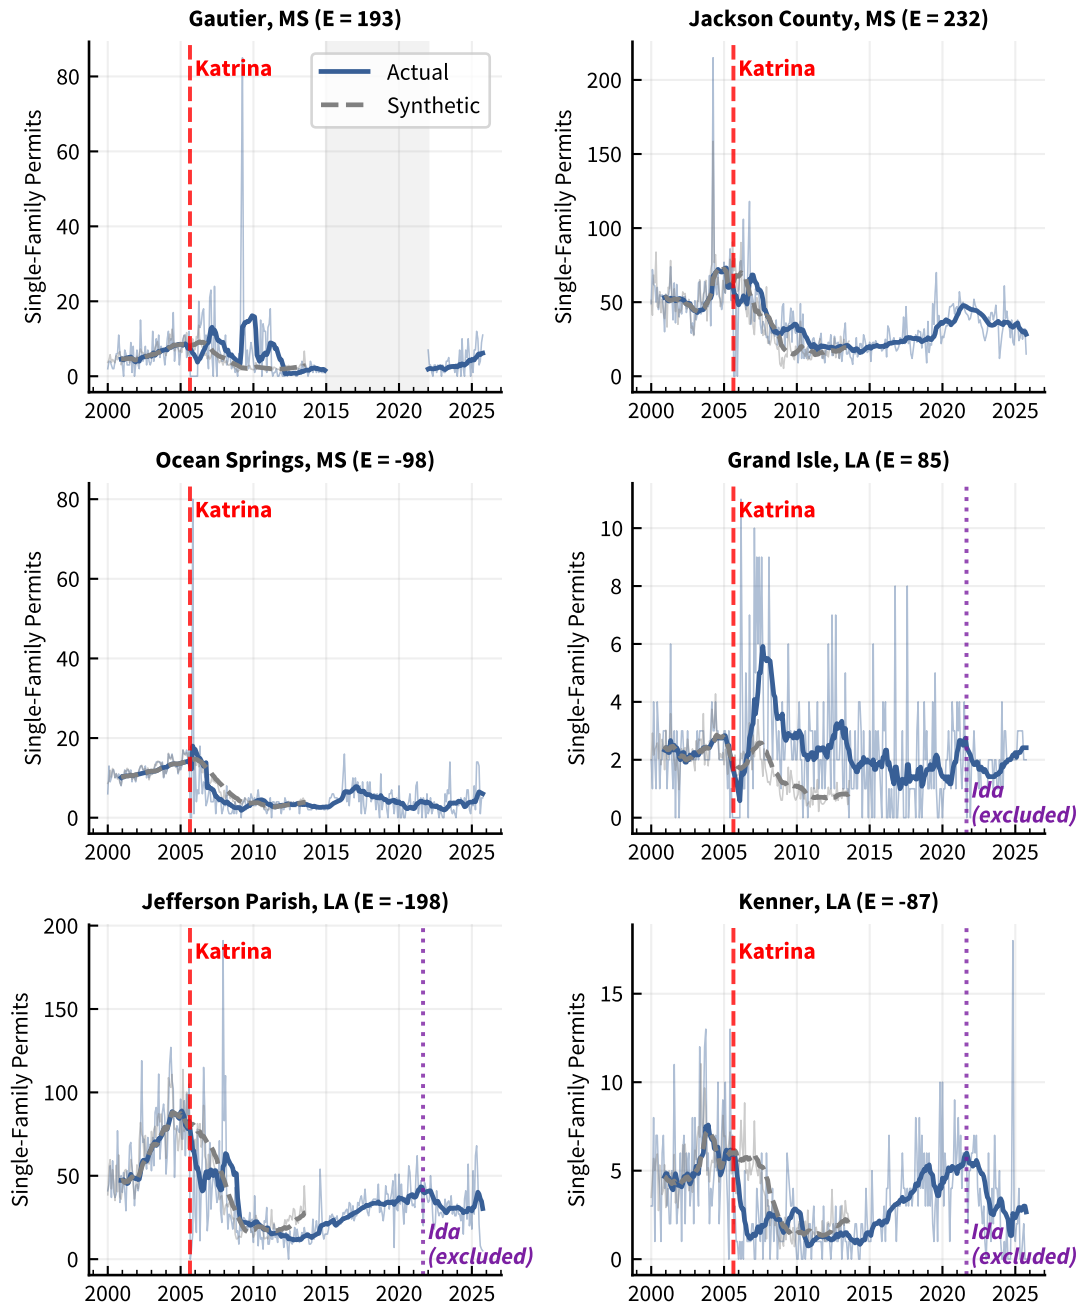 Gautier, MS (E = 193)
Single-Family Permits
80
60
40
20
0
2000 2005 2010 2015 2020 2025
Katrina
Actual
Synthetic
Jackson County, MS (E = 232)
Single-Family Permits
200
150
100
50
0
2000 2005 2010 2015 2020 2025
Katrina
Ocean Springs, MS (E = -98)
Single-Family Permits
80
60
40
20
0
2000 2005 2010 2015 2020 2025
Katrina
Grand Isle, LA (E = 85)
Single-Family Permits
10
8
6
4
2
0
2000 2005 2010 2015 2020 2025
Katrina
Ida
(excluded)
Jefferson Parish, LA (E = -198)
Single-Family Permits
200
150
100
50
0
2000 2005 2010 2015 2020 2025
Katrina
Ida
(excluded)
Kenner, LA (E = -87)
Single-Family Permits
15
10
5
0
2000 2005 2010 2015 2020 2025
Katrina
Ida
(excluded)